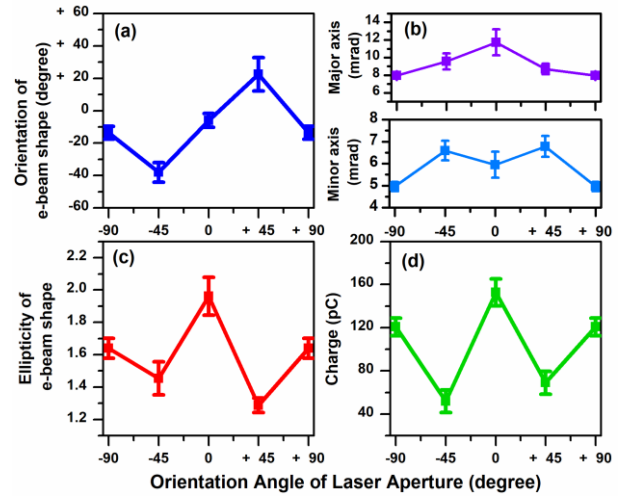 (a)
Orientation of
e-beam shape (degree)
+
+ 40
+ 20
0
-20
-40
-60
(b)
Major axis
(mrad)
14
12
10
8
6
Minor axis
(mrad)
8
7
6
5
4
-90 -45 0 + 45 + 90
-90 -45 0 + 45 + 90
(c)
Ellipticity of
e-beam shape
2.0
1.8
1.6
1.4
1.2
-90 -45 0 + 45 + 90
(d)
Charge (pC)
200
160
120
80
40
-90 -45 0 + 45 + 90
Orientation Angle of Laser Aperture (degree)